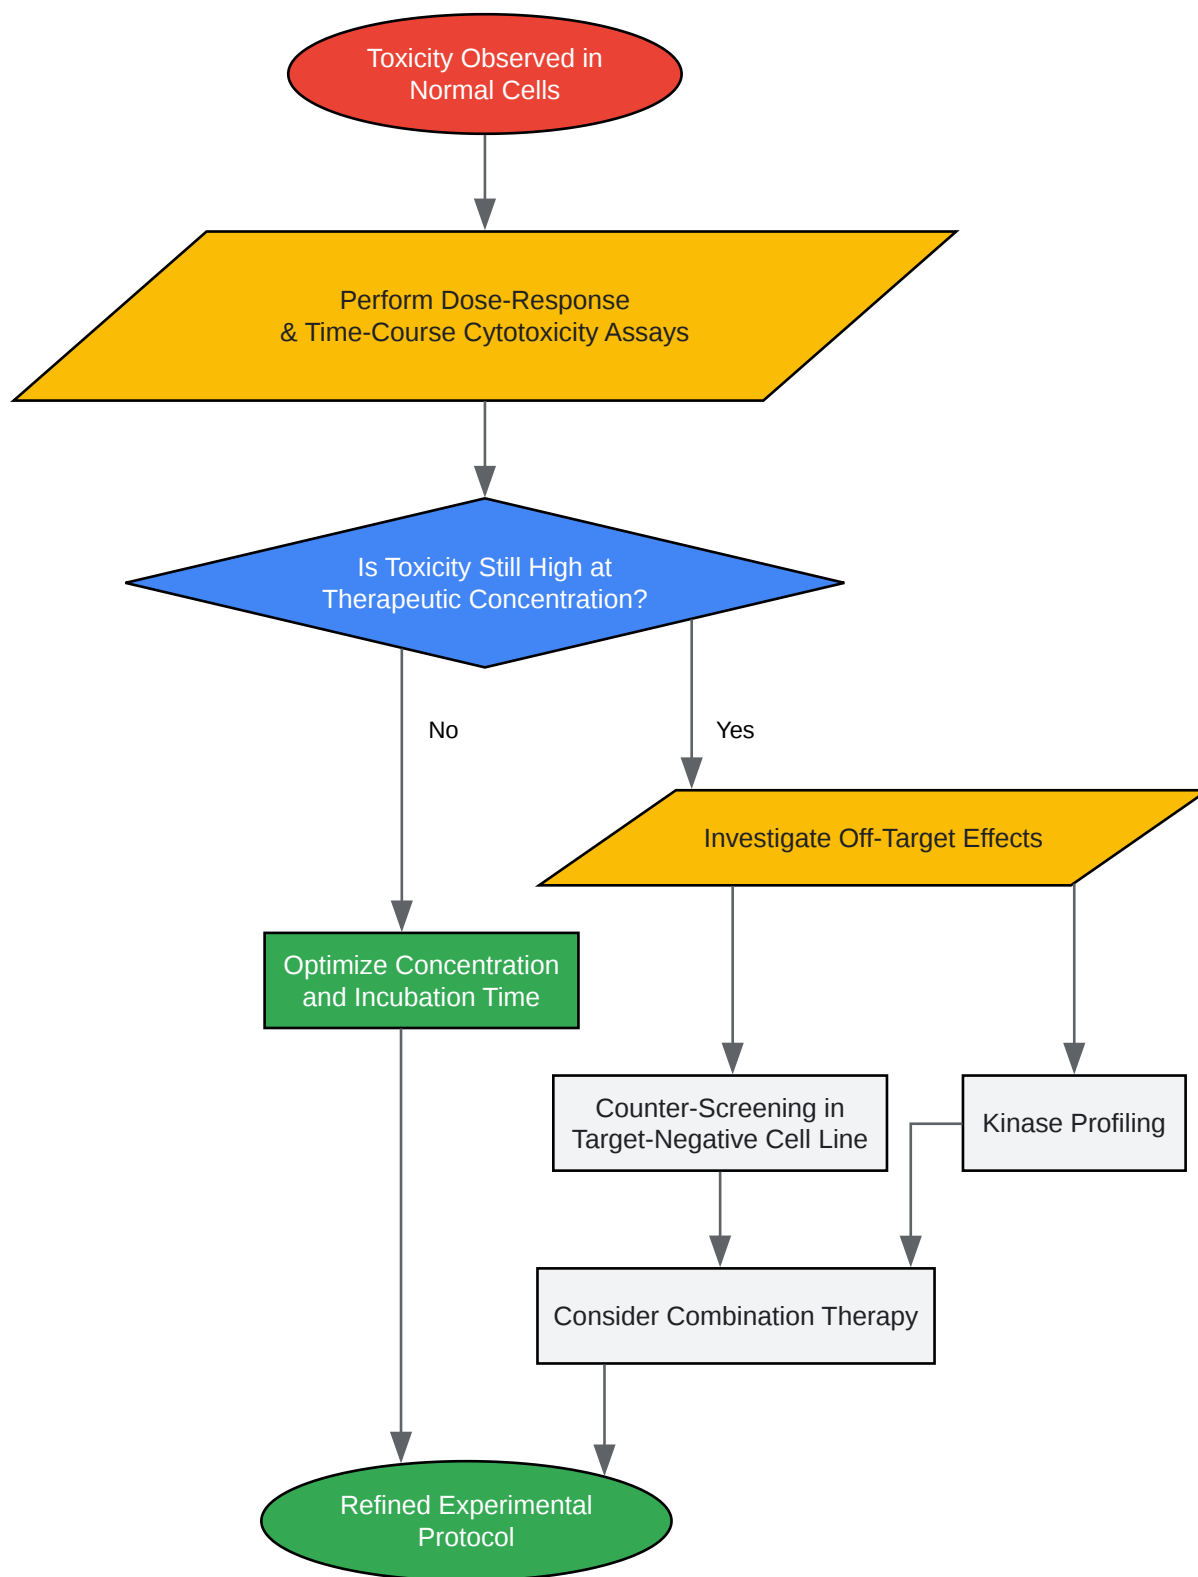 Toxicity Observed in
Normal Cells
Perform Dose-Response
& Time-Course Cytotoxicity Assays
Is Toxicity Still High at
Therapeutic Concentration?
No
Yes
Investigate Off-Target Effects
Optimize Concentration
and Incubation Time
Counter-Screening in
Target-Negative Cell Line
Kinase Profiling
Consider Combination Therapy
Refined Experimental
Protocol